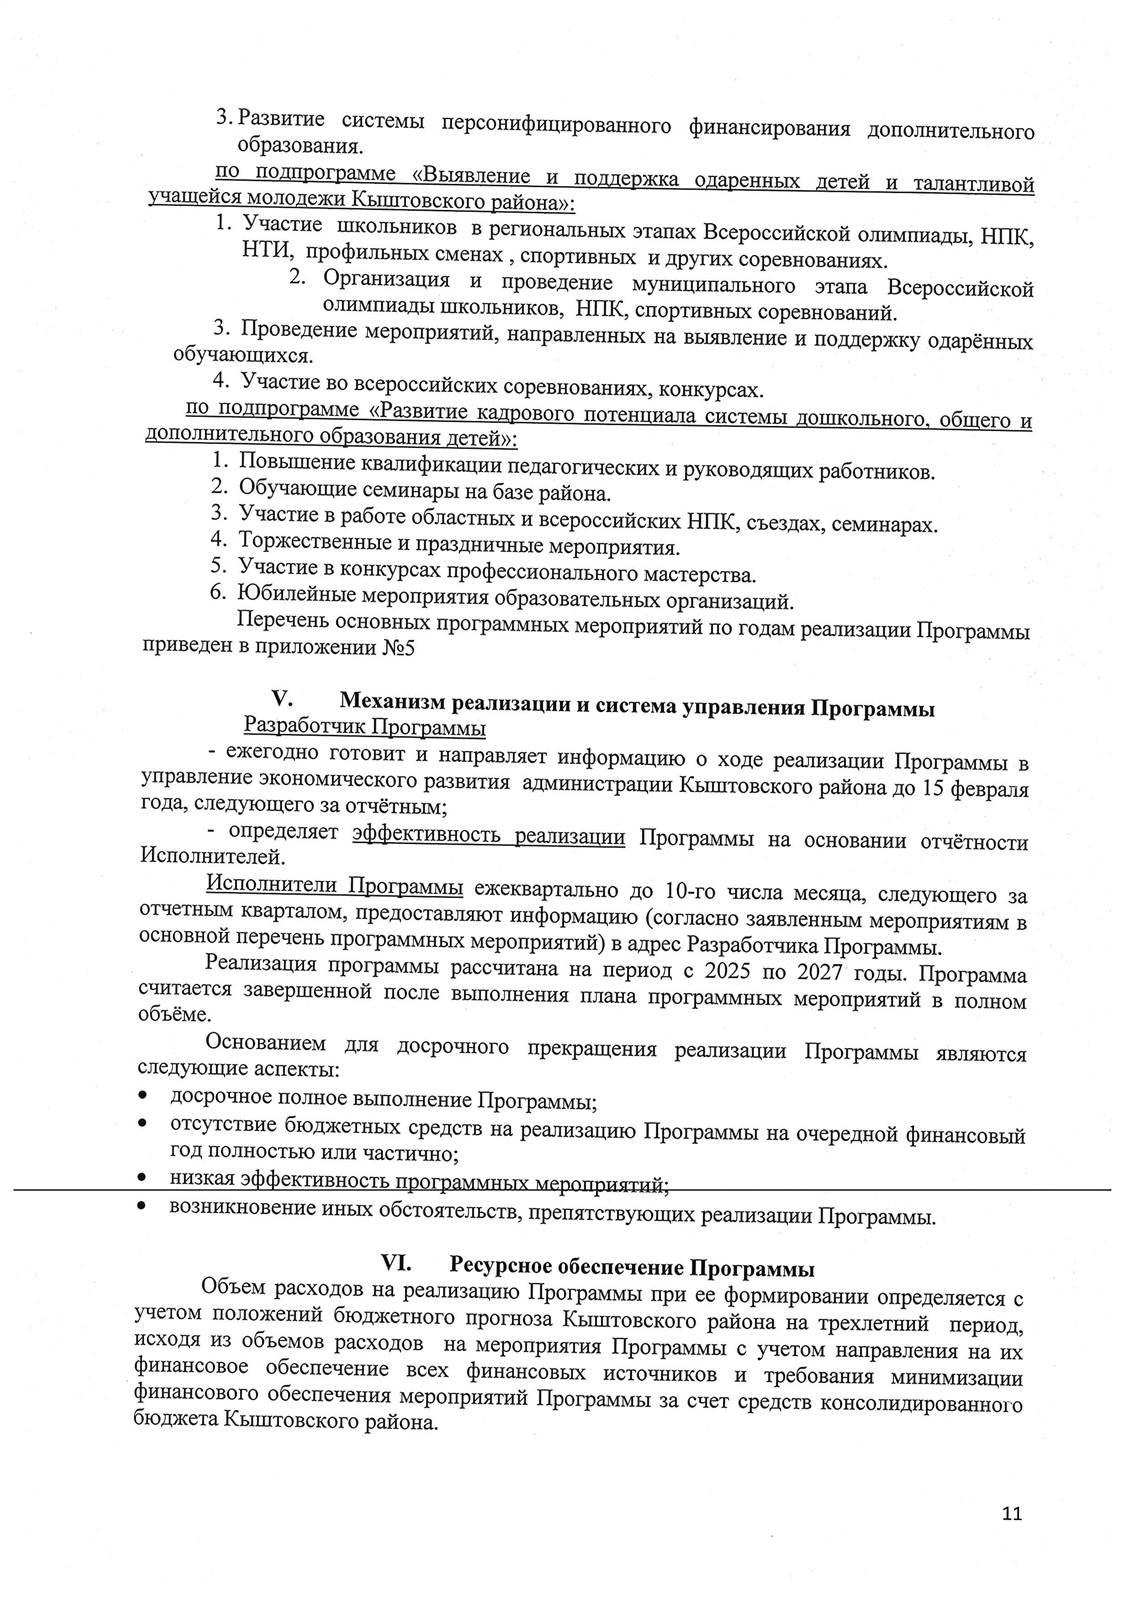 3. Развитие системы персонифицированного финансирования дополнительного
образования.
по подпрограмме «Выявление и поддержка одаренных детей и талантливой
учащейся молодежи Кыштовского района»:
1. Участие школьников в региональных этапах Всероссийской олимпиады, НПК,
НТИ, профильных сменах , спортивных и других соревнованиях.
2. Организация и проведение муниципального этапа Всероссийской
олимпиады школьников, НПК, спортивных соревнований.
3. Проведение мероприятий, направленных на выявление и поддержку одарённых
обучающихся.
4. Участие во всероссийских соревнованиях, конкурсах.
по подпрограмме «Развитие кадрового потенциала системы дошкольного, общего и
дополнительного образования детей»:
1. Повышение квалификации педагогических и руководящих работников.
2. Обучающие семинары на базе района.
3. Участие в работе областных и всероссийских НПК, съездах, семинарах.
4. Торжественные и праздничные мероприятия.
5. Участие в конкурсах профессионального мастерства.
6. Юбилейные мероприятия образовательных организаций.
Перечень основных программных мероприятий по годам реализации Программы
приведен в приложении №5
V. Механизм реализации и система управления Программы
Разработчик Программы
- ежегодно готовит и направляет информацию о ходе реализации Программы в
управление экономического развития администрации Кыштовского района до 15 февраля
года, следующего за отчётным;
- определяет эффективность реализации Программы на основании отчётности
Исполнителей.
Исполнители Программы ежеквартально до 10-го числа месяца, следующего за
отчетным кварталом, предоставляют информацию (согласно заявленным мероприятиям в
основной перечень программных мероприятий) в адрес Разработчика Программы.
Реализация программы рассчитана на период с 2025 по 2027 годы. Программа
считается завершенной после выполнения плана программных мероприятий в полном
объёме.
Основанием для досрочного прекращения реализации Программы являются
следующие аспекты:
• досрочное полное выполнение Программы;
• отсутствие бюджетных средств на реализацию Программы на очередной финансовый
год полностью или частично;
• низкая эффективность программных мероприятий;
• возникновение иных обстоятельств, препятствующих реализации Программы.
VI. Ресурсное обеспечение Программы
Объем расходов на реализацию Программы при ее формировании определяется с
учетом положений бюджетного прогноза Кыштовского района на трехлетний период,
исходя из объемов расходов на мероприятия Программы с учетом направления на их
финансовое обеспечение всех финансовых источников и требования минимизации
финансового обеспечения мероприятий Программы за счет средств консолидированного
бюджета Кыштовского района.
11